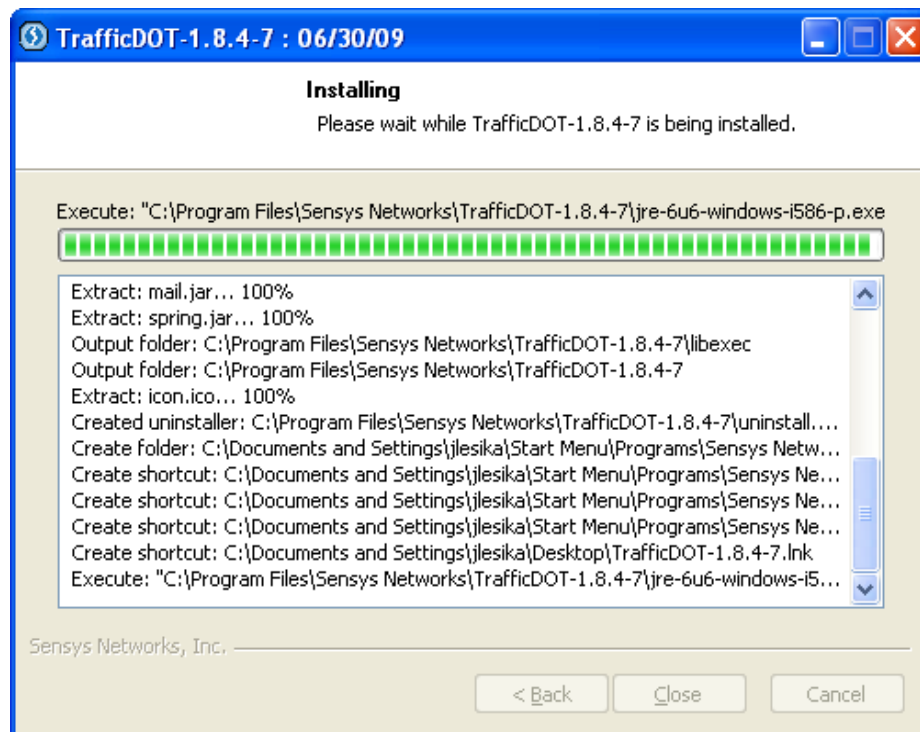 TrafficDOT-1.8.4-7 : 06/30/09
Installing
Please wait while TrafficDOT-1.8.4-7 is being installed.
Execute: "C:\Program Files\Sensys Networks\TrafficDOT-1.8.4-7\jre-6u6-windows-i586-p.exe
Extract: mail.jar... 100%
Extract: spring.jar... 100%
Output folder: C:\Program Files\Sensys Networks\TrafficDOT-1.8.4-7\libexec
Output folder: C:\Program Files\Sensys Networks\TrafficDOT-1.8.4-7
Extract: icon.ico... 100%
Created uninstaller: C:\Program Files\Sensys Networks\TrafficDOT-1.8.4-7\uninstall....
Create folder: C:\Documents and Settings\jlesika\Start Menu\Programs\Sensys Netw...
Create shortcut: C:\Documents and Settings\jlesika\Start Menu\Programs\Sensys Ne...
Create shortcut: C:\Documents and Settings\jlesika\Start Menu\Programs\Sensys Ne...
Create shortcut: C:\Documents and Settings\jlesika\Start Menu\Programs\Sensys Ne...
Create shortcut: C:\Documents and Settings\jlesika\Desktop\TrafficDOT-1.8.4-7.lnk
Execute: "C:\Program Files\Sensys Networks\TrafficDOT-1.8.4-7\jre-6u6-windows-i5...
Sensys Networks, Inc.
< Back
Close
Cancel